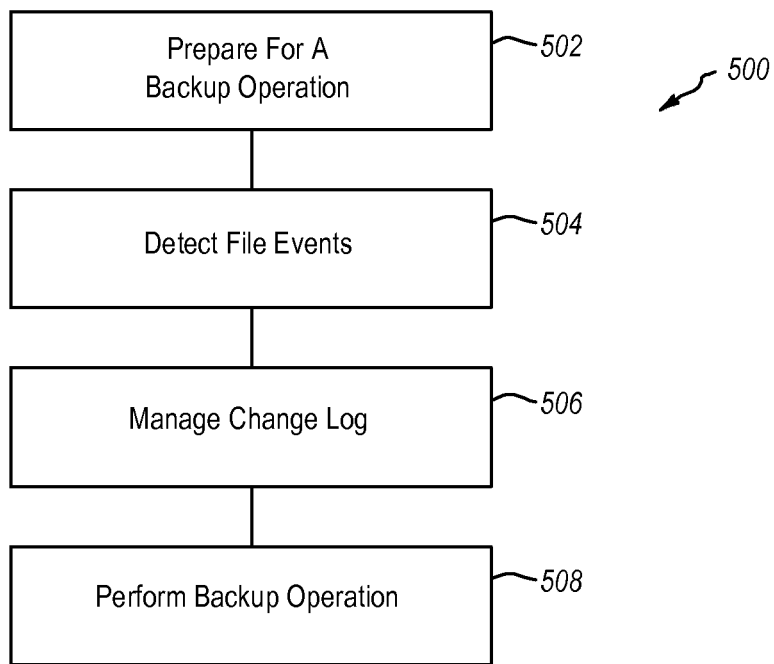 Prepare For A
Backup Operation
502
500
Detect File Events
504
Manage Change Log
506
Perform Backup Operation
508